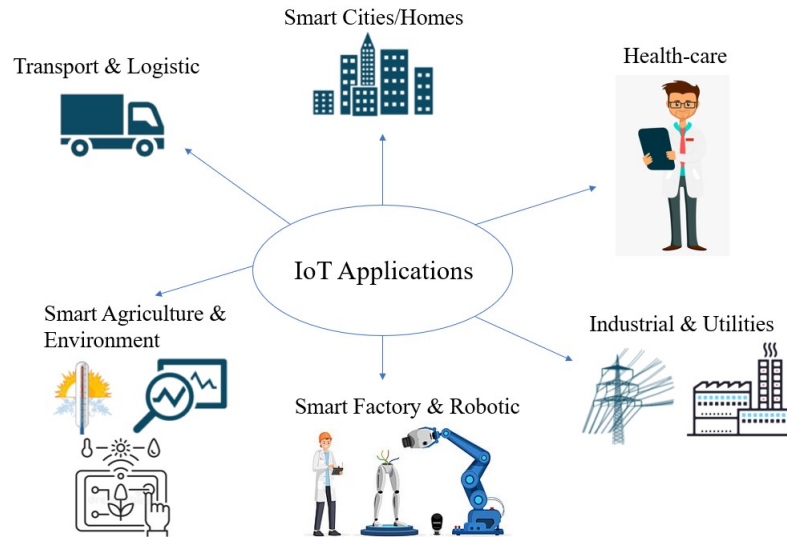 Smart Cities/Homes
Transport & Logistic
Health-care
IoT Applications
Smart Agriculture &
Environment
Industrial & Utilities
Smart Factory & Robotic